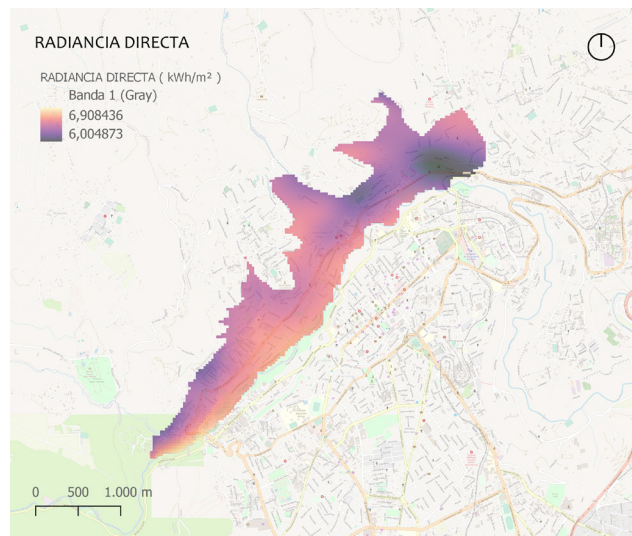 RADIANCIA DIRECTA
RADIANCIA DIRECTA ( kWh/m² )
Banda 1 (Gray)
6,908436
6,004873
0 500 1.000 m